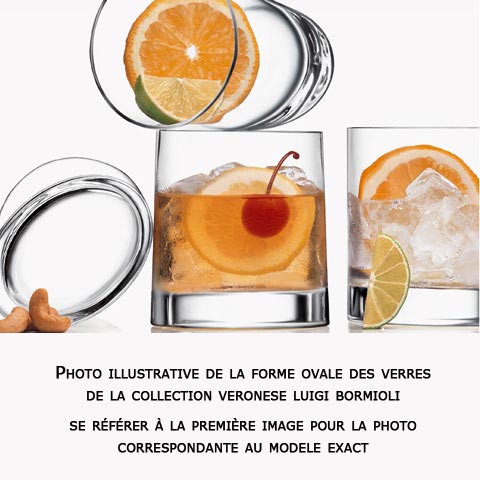 PHOTO ILLUSTRATIVE DE LA FORME OVALE DES VERRES
DE LA COLLECTION VERONESE LUIGI BORMIOLI
SE RÉFÉRER À LA PREMIÈRE IMAGE POUR LA PHOTO
CORRESPONDANTE AU MODELE EXACT